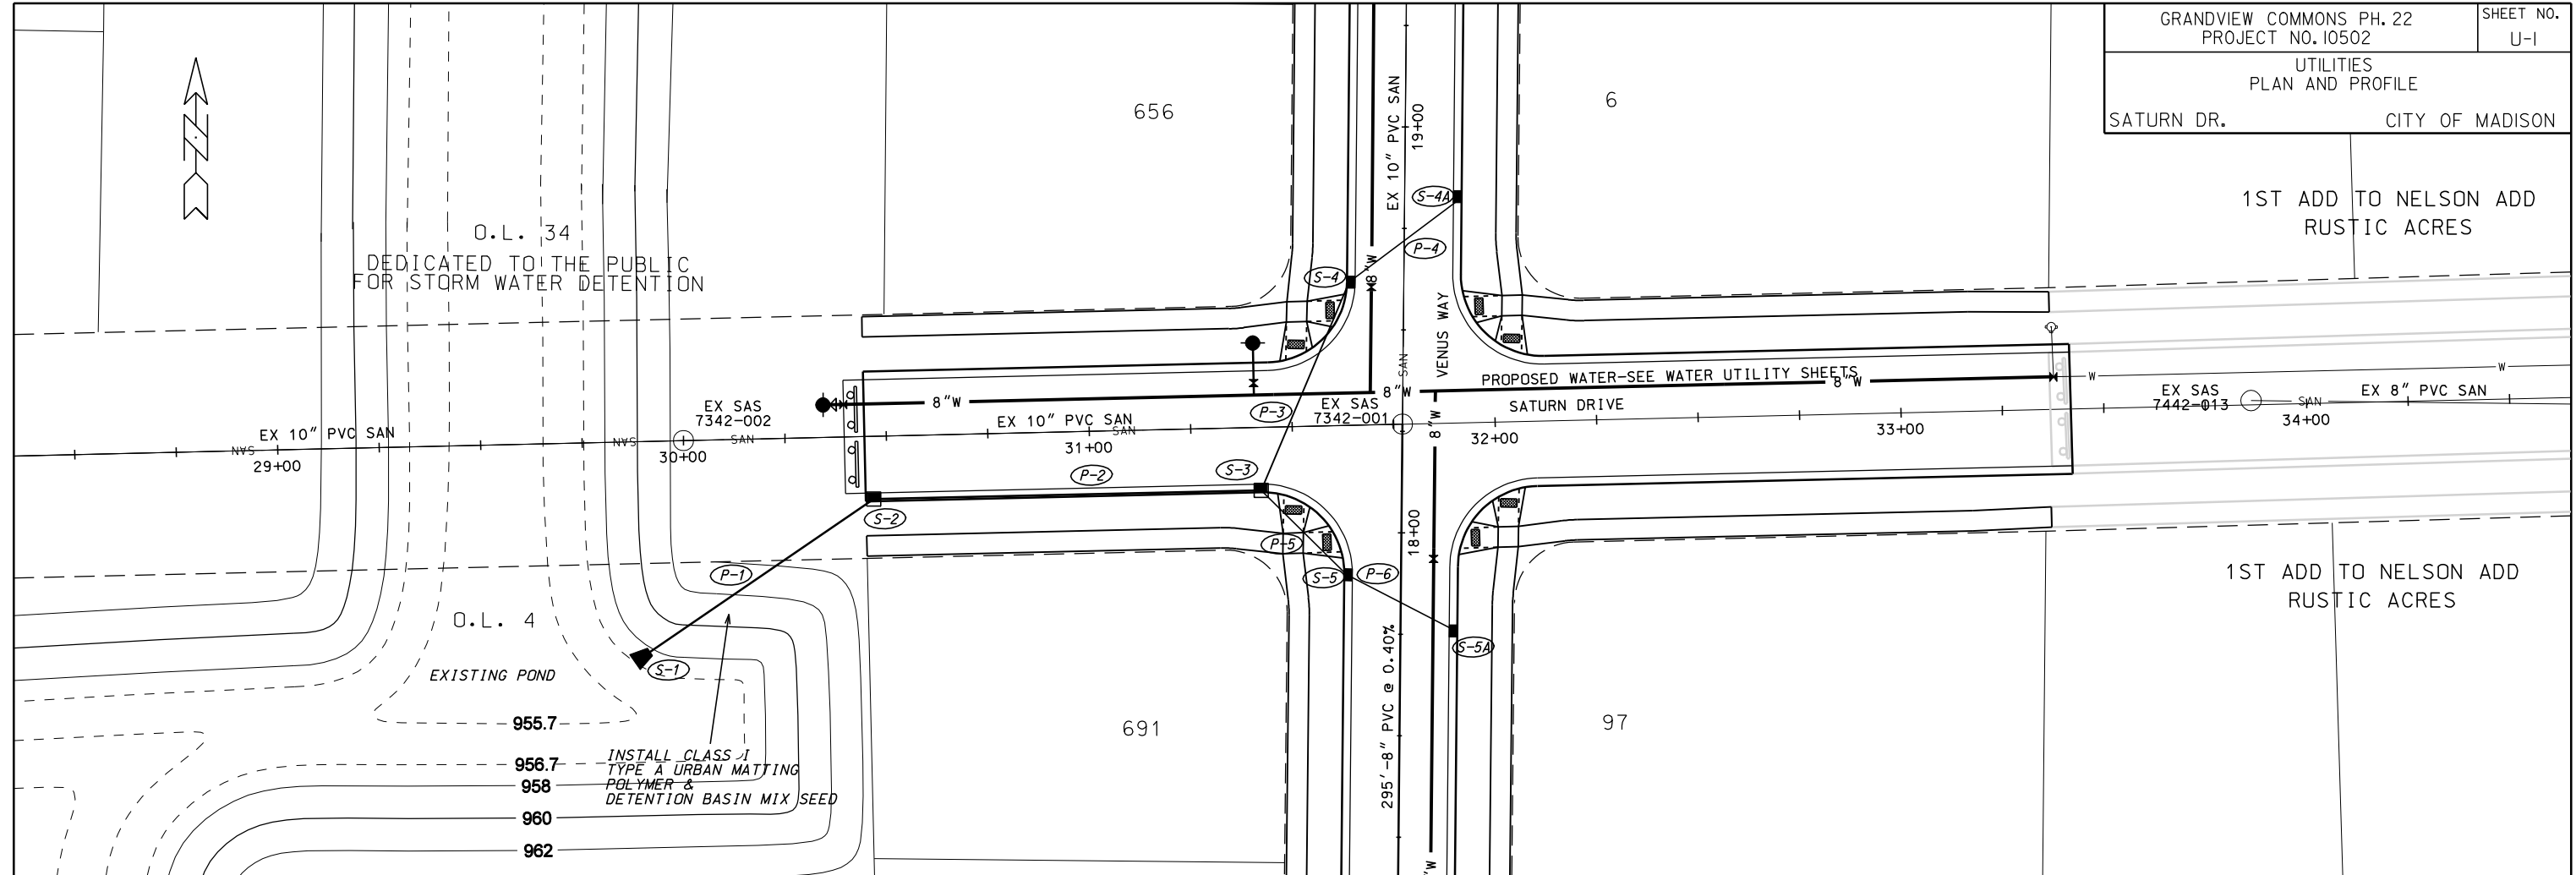 GRANDVIEW COMMONS PH. 22
PROJECT NO. 10502
SHEET NO.
U-1
UTILITIES
PLAN AND PROFILE
SATURN DR.
CITY OF MADISON
656
6
EX 10" PVC SAN
19+00
S-4A
P-4
S-4
8"W
1ST ADD TO NELSON ADD
RUSTIC ACRES
O.L. 34
DEDICATED TO THE PUBLIC
FOR STORM WATER DETENTION
VENUS WAY
SAN
PROPOSED WATER-SEE WATER UTILITY SHEETS
8"W
8"W
8"W
8"W
W
W
EX SAS
7342-002
EX SAS
7342-001
SATURN DRIVE
EX SAS
7442-013
SAN
EX 8" PVC SAN
P-3
EX 10" PVC SAN
EX 10" PVC SAN
SAN
SAN
SAN
SAN
29+00
30+00
31+00
32+00
33+00
34+00
P-2
S-3
S-2
18+00
P-5
P-1
S-5
P-6
S-5A
S-1
1ST ADD TO NELSON ADD
RUSTIC ACRES
O.L. 4
EXISTING POND
295'-8" PVC @ 0.40%
691
97
955.7
956.7
958
960
962
INSTALL CLASS I
TYPE A URBAN MATTING
POLYMER &
DETENTION BASIN MIX SEED
"W